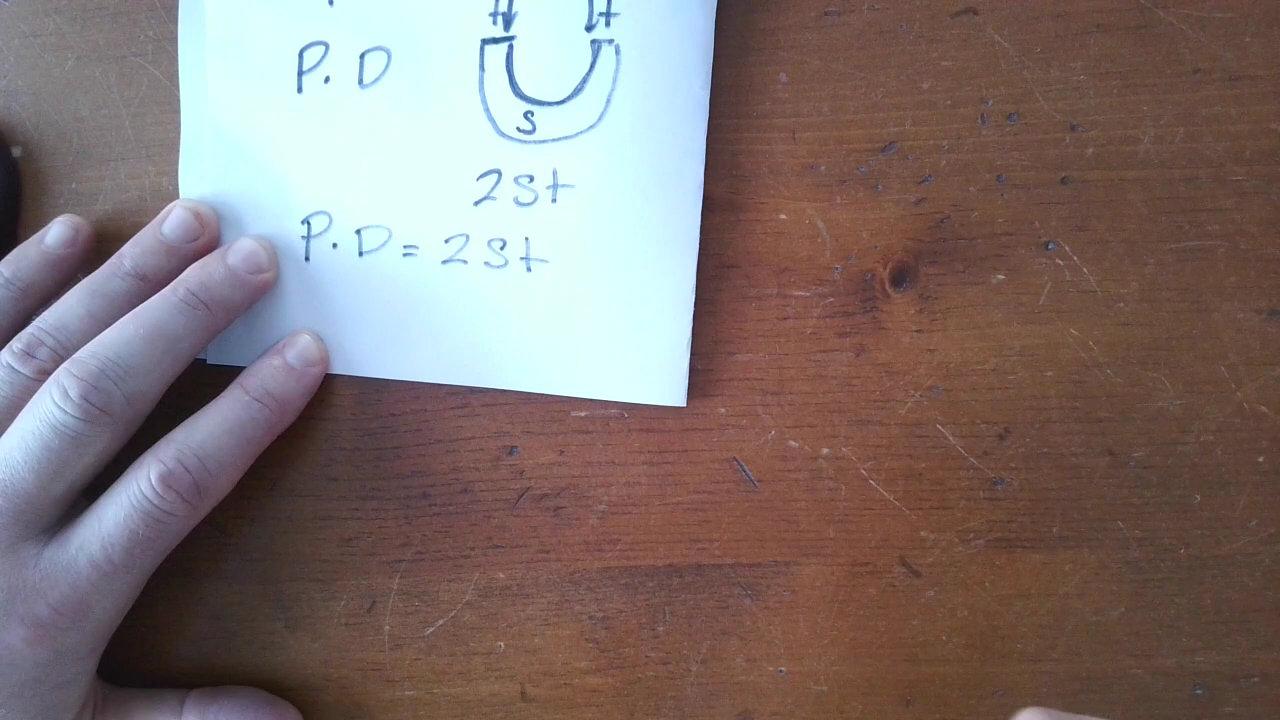 t t
P. D
S
2st
P. D = 2st